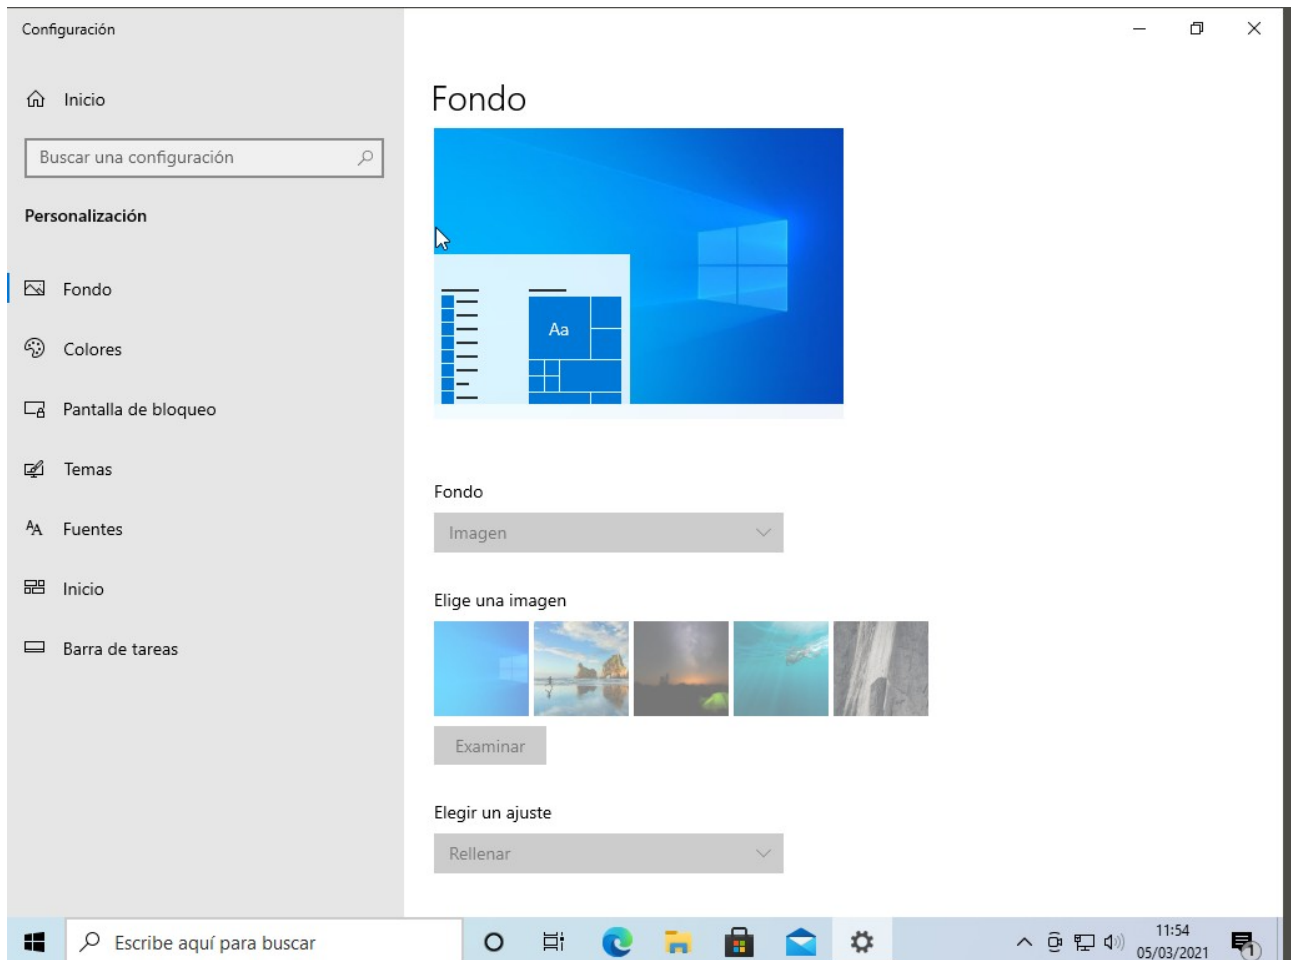 Configuración
Inicio
Buscar una configuración
Personalización
Fondo
Colores
Pantalla de bloqueo
Temas
Fuentes
Inicio
Barra de tareas
Fondo
Aa
Fondo
Imagen
Elige una imagen
Examinar
Elegir un ajuste
Rellenar
Escribe aquí para buscar
11:54
05/03/2021
1